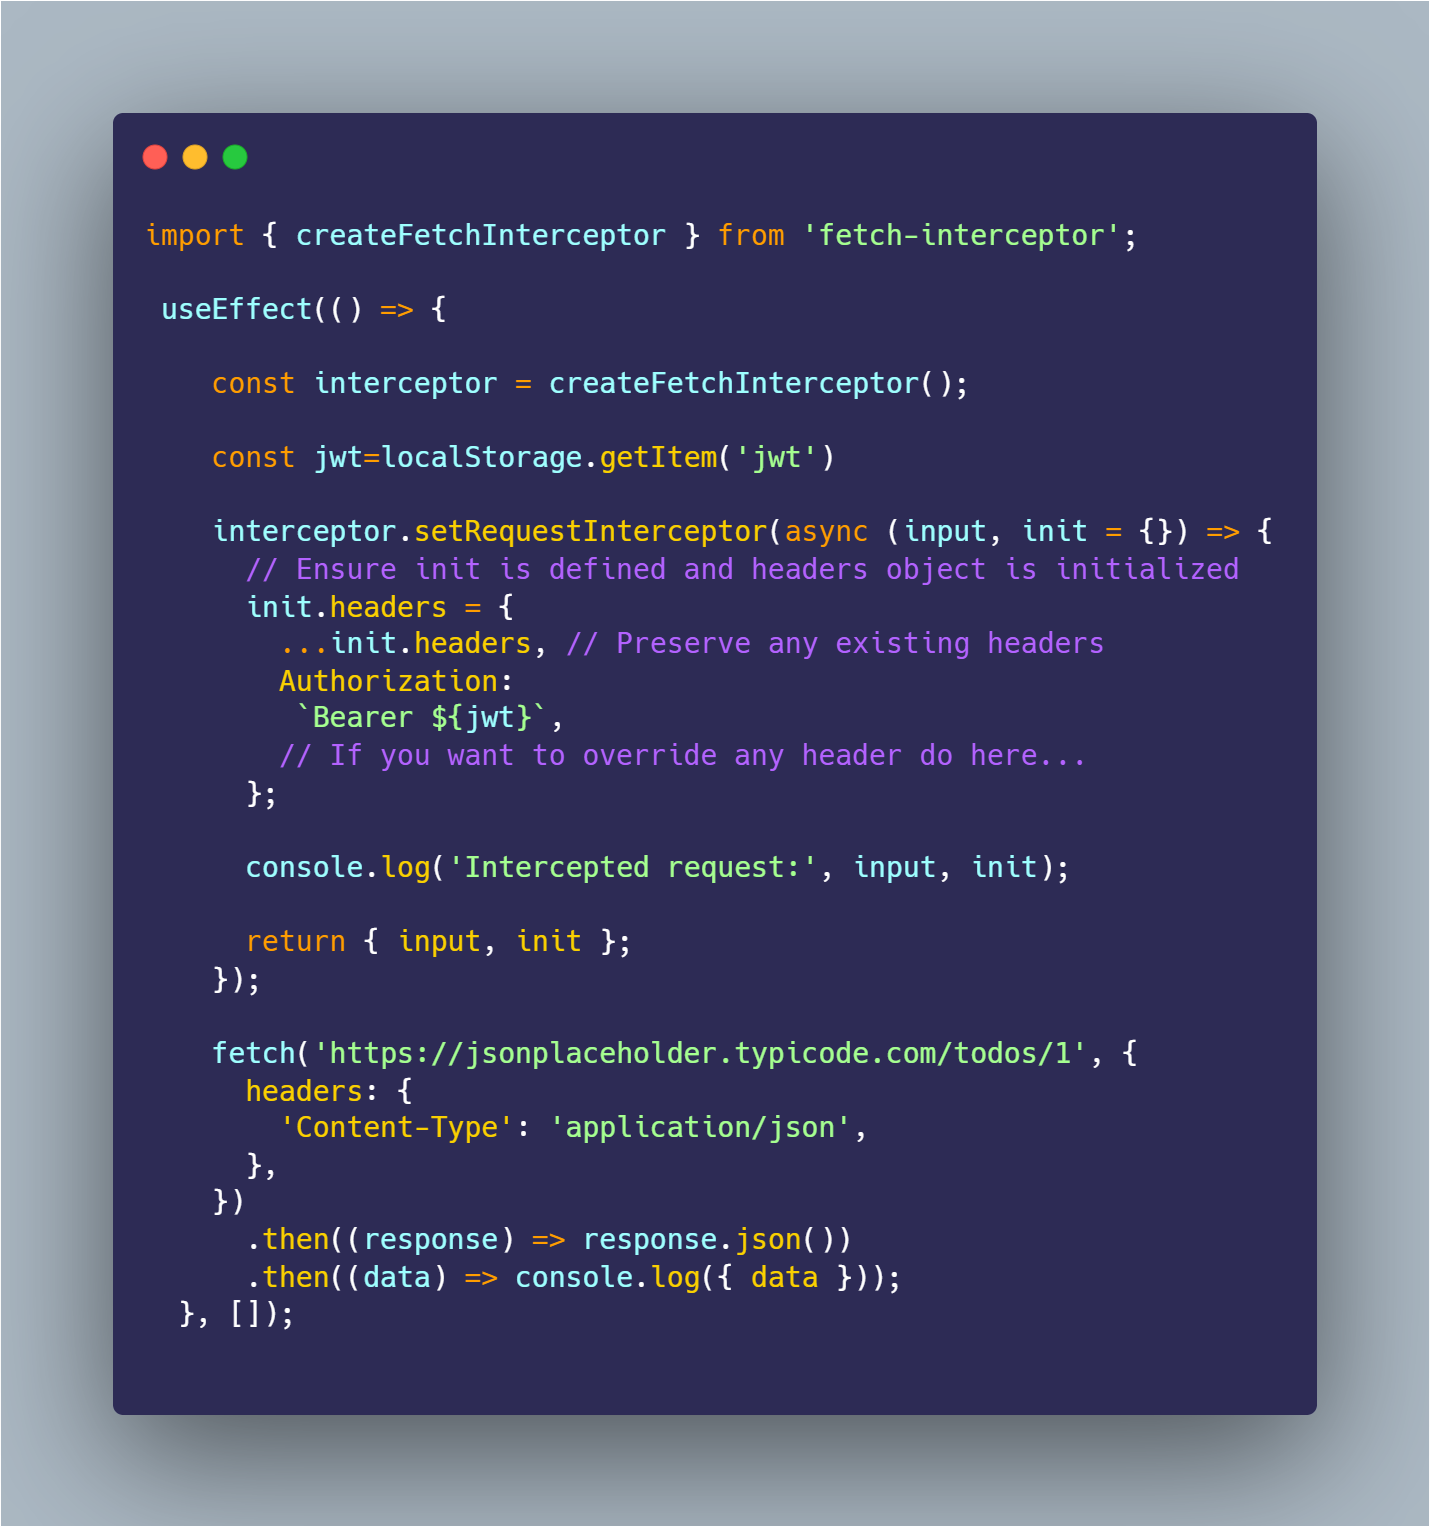 import { createFetchInterceptor } from 'fetch-interceptor';
useEffect(() => {
const interceptor = createFetchInterceptor();
const jwt=localStorage.getItem('jwt')
interceptor.setRequestInterceptor(async (input, init = {}) => {
// Ensure init is defined and headers object is initialized
init.headers = {
...init.headers, // Preserve any existing headers
Authorization:
`Bearer ${jwt}`,
// If you want to override any header do here...
};
console.log('Intercepted request:', input, init);
return { input, init };
});
fetch('https://jsonplaceholder.typicode.com/todos/1', {
headers: {
'Content-Type': 'application/json',
},
})
.then((response) => response.json())
.then((data) => console.log({ data }));
}, []);